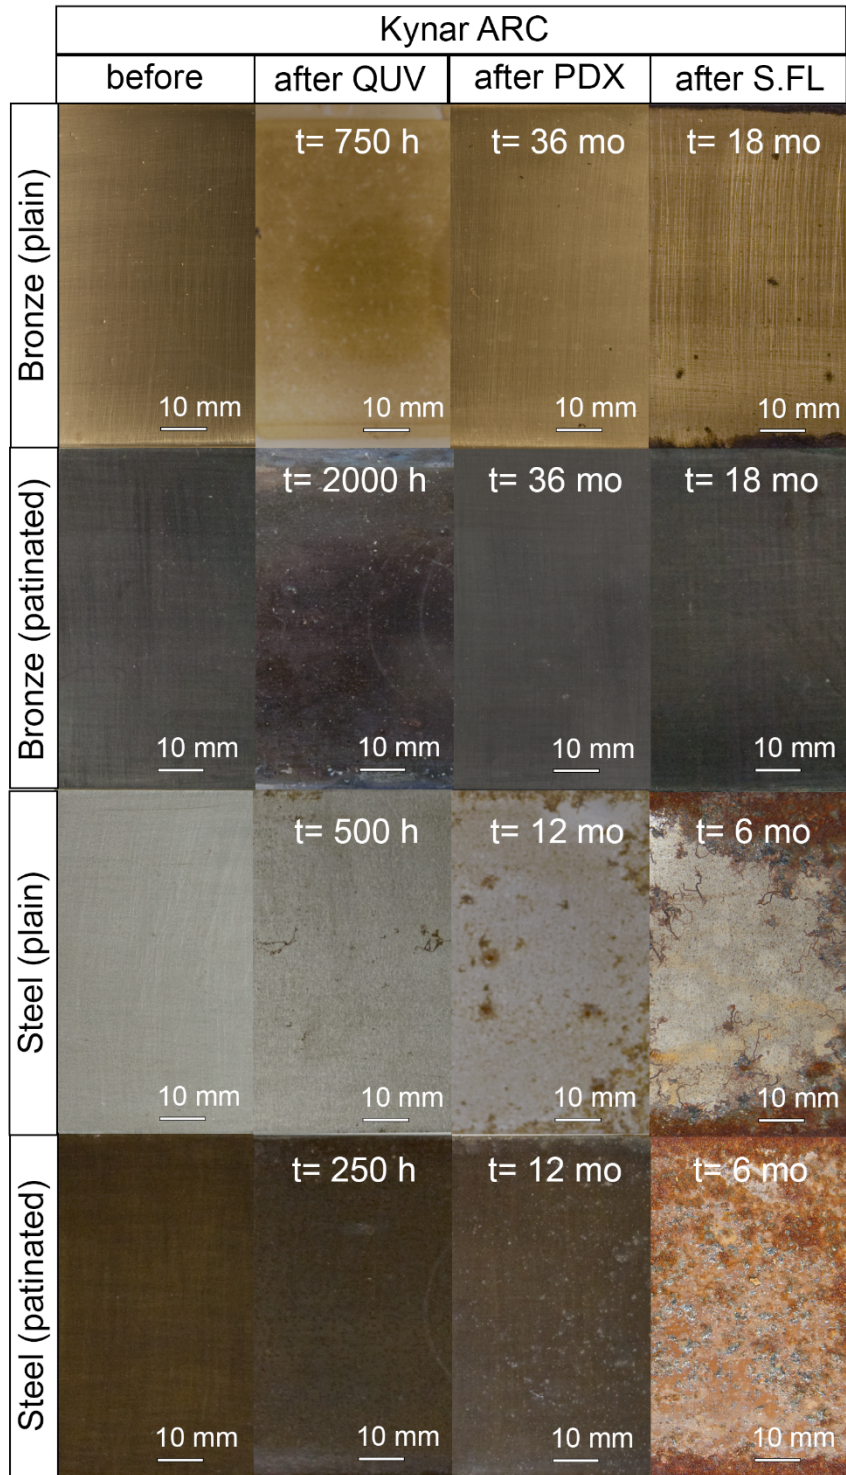 Kynar ARC
before after QUV after PDX after S.FL
Bronze (plain)
t= 750 h t= 36 mo t= 18 mo
10 mm 10 mm 10 mm 10 mm
Bronze (patinated)
t= 2000 h t= 36 mo t= 18 mo
10 mm 10 mm 10 mm 10 mm
Steel (plain)
t= 500 h t= 12 mo t= 6 mo
10 mm 10 mm 10 mm 10 mm
Steel (patinated)
t= 250 h t= 12 mo t= 6 mo
10 mm 10 mm 10 mm 10 mm